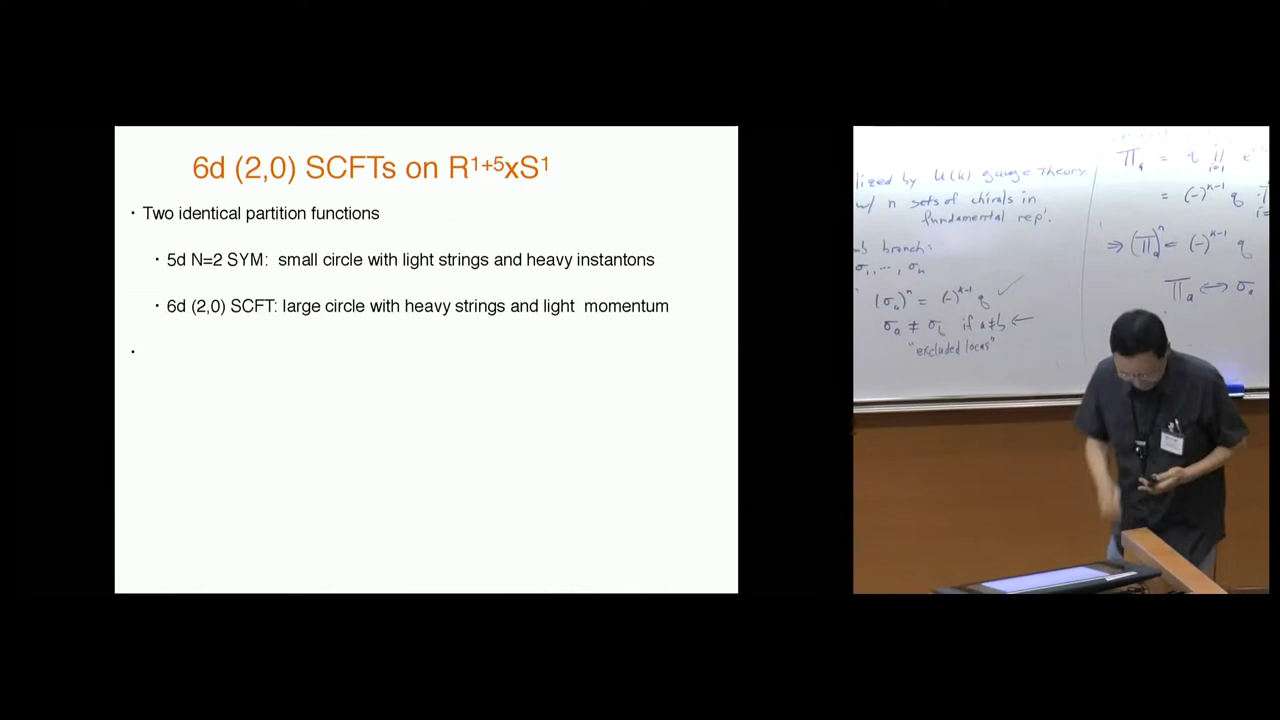 6d (2,0) SCFTs on R¹⁺⁵xS¹
• Two identical partition functions
• 5d N=2 SYM: small circle with light strings and heavy instantons
• 6d (2,0) SCFT: large circle with heavy strings and light momentum
•
lized by U(k) gauge theory
w/ n sets of chirals in
fundamental rep'.
branch:
σ₁, ..., σₖ
(σₐ)ⁿ = (-)ᵏ⁻¹ q ✓
σₐ ≠ σ_b if a≠b ←
"excluded locus"
Πₐ = q
= (-)ᵏ⁻¹ q
⇒ (Πₐ)ⁿ = (-)ᵏ⁻¹ q
Πₐ ↔ σₐ